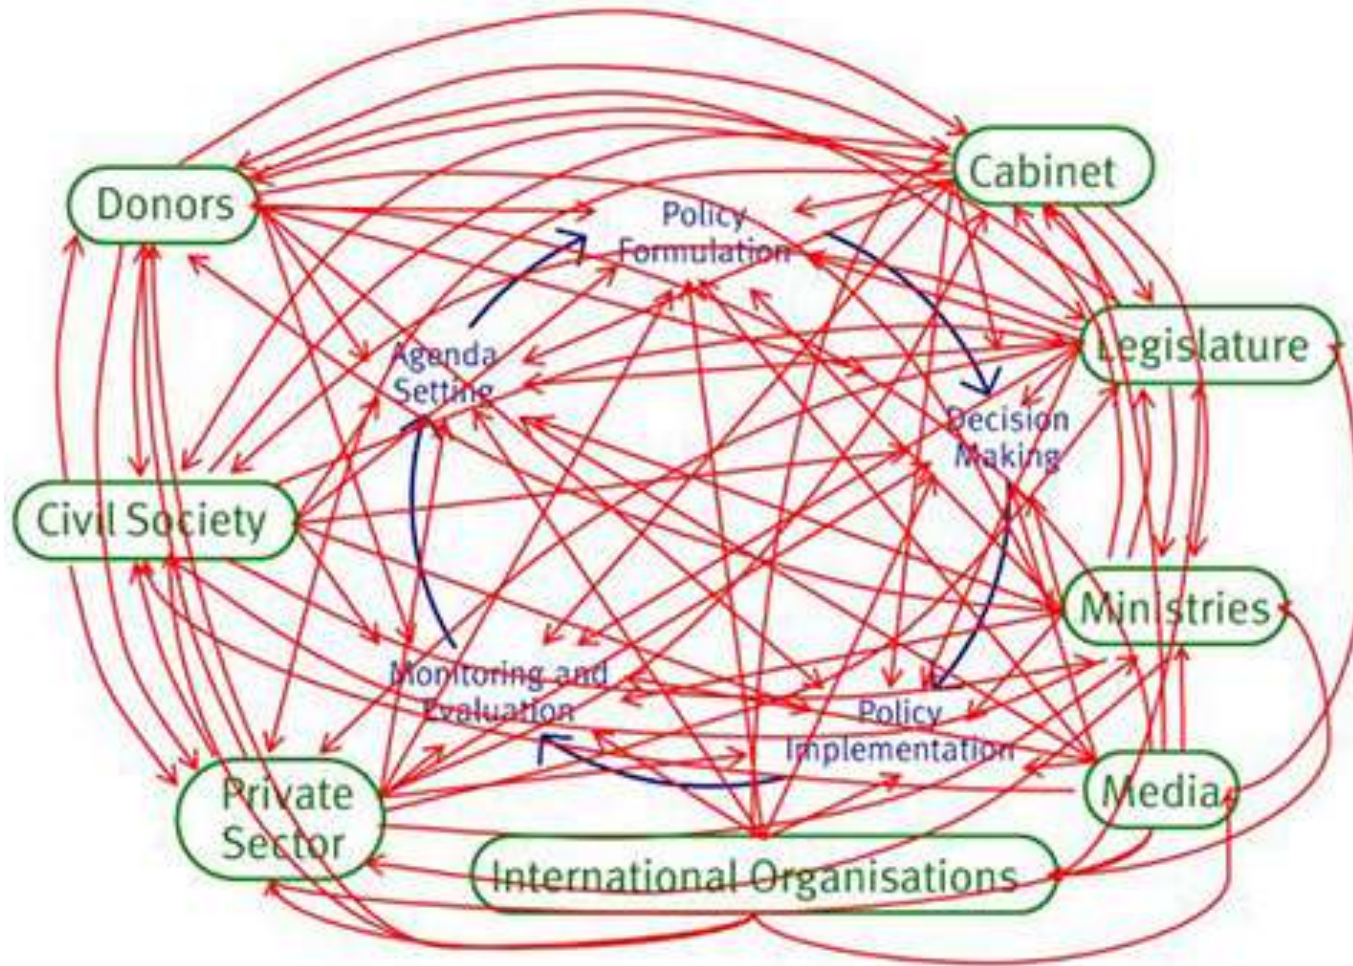 Cabinet
Donors
Policy
Formulation
Legislature
Agenda
Setting
Decision
Making
Civil Society
Ministries
Monitoring and
Evaluation
Policy
Implementation
Private
Sector
Media
International Organisations